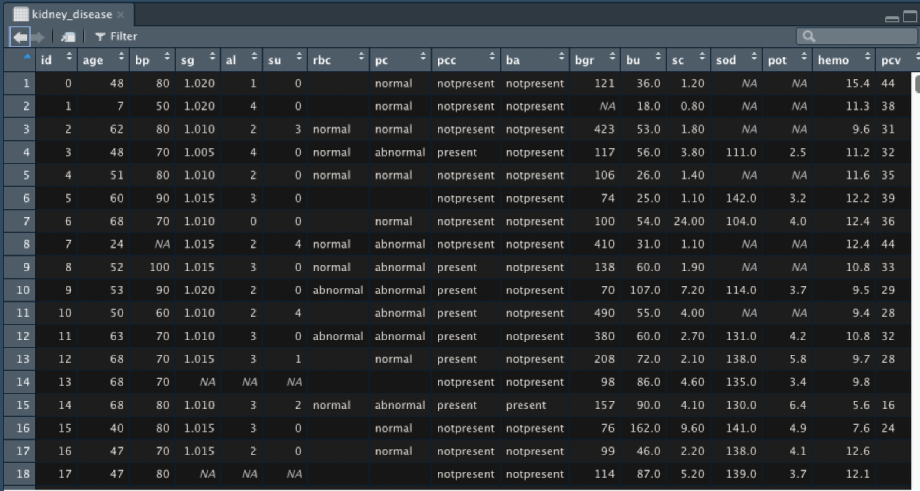 kidney_disease
Filter
id age bp sg al su rbc pc pcc ba bgr bu sc sod pot hemo pcv
1 0 48 80 1.020 1 0 normal notpresent notpresent 121 36.0 1.20 NA NA 15.4 44
2 1 7 50 1.020 4 0 normal notpresent notpresent NA 18.0 0.80 NA NA 11.3 38
3 2 62 80 1.010 2 3 normal normal notpresent notpresent 423 53.0 1.80 NA NA 9.6 31
4 3 48 70 1.005 4 0 normal abnormal present notpresent 117 56.0 3.80 111.0 2.5 11.2 32
5 4 51 80 1.010 2 0 normal normal notpresent notpresent 106 26.0 1.40 NA NA 11.6 35
6 5 60 90 1.015 3 0 notpresent notpresent 74 25.0 1.10 142.0 3.2 12.2 39
7 6 68 70 1.010 0 0 normal notpresent notpresent 100 54.0 24.00 104.0 4.0 12.4 36
8 7 24 NA 1.015 2 4 normal abnormal notpresent notpresent 410 31.0 1.10 NA NA 12.4 44
9 8 52 100 1.015 3 0 normal abnormal present notpresent 138 60.0 1.90 NA NA 10.8 33
10 9 53 90 1.020 2 0 abnormal abnormal present notpresent 70 107.0 7.20 114.0 3.7 9.5 29
11 10 50 60 1.010 2 4 abnormal present notpresent 490 55.0 4.00 NA NA 9.4 28
12 11 63 70 1.010 3 0 abnormal abnormal present notpresent 380 60.0 2.70 131.0 4.2 10.8 32
13 12 68 70 1.015 3 1 normal present notpresent 208 72.0 2.10 138.0 5.8 9.7 28
14 13 68 70 NA NA NA notpresent notpresent 98 86.0 4.60 135.0 3.4 9.8
15 14 68 80 1.010 3 2 normal abnormal present present 157 90.0 4.10 130.0 6.4 5.6 16
16 15 40 80 1.015 3 0 normal notpresent notpresent 76 162.0 9.60 141.0 4.9 7.6 24
17 16 47 70 1.015 2 0 normal notpresent notpresent 99 46.0 2.20 138.0 4.1 12.6
18 17 47 80 NA NA NA notpresent notpresent 114 87.0 5.20 139.0 3.7 12.1